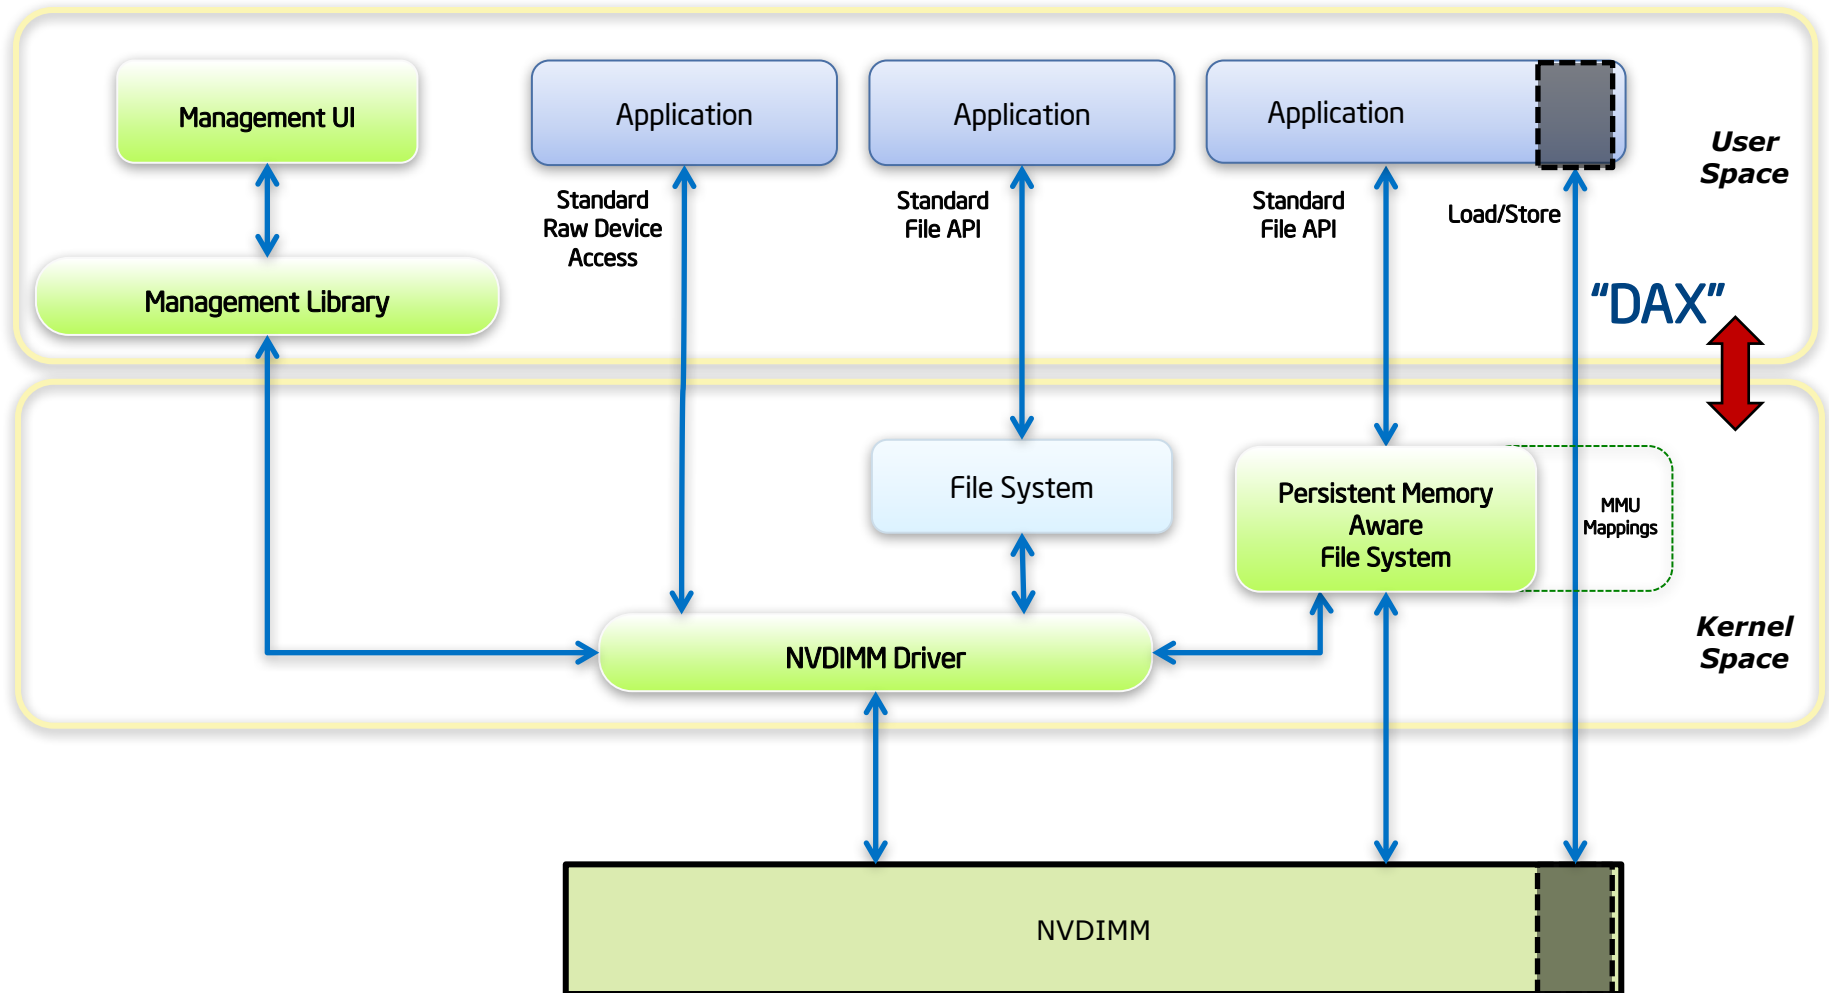 Management UI
Application
Application
Application
User
Space
Standard
Raw Device
Access
Standard
File API
Standard
File API
Load/Store
Management Library
“DAX”
File System
Persistent Memory
Aware
File System
MMU
Mappings
NVDIMM Driver
Kernel
Space
NVDIMM